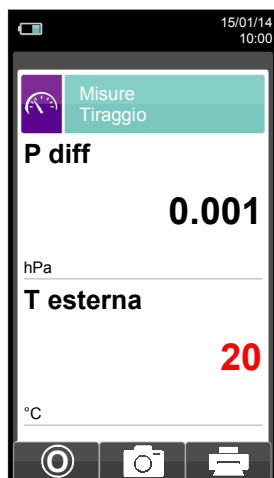 15/01/14
10:00
Misure
Tiraggio
P diff
0.001
hPa
T esterna
20
°C